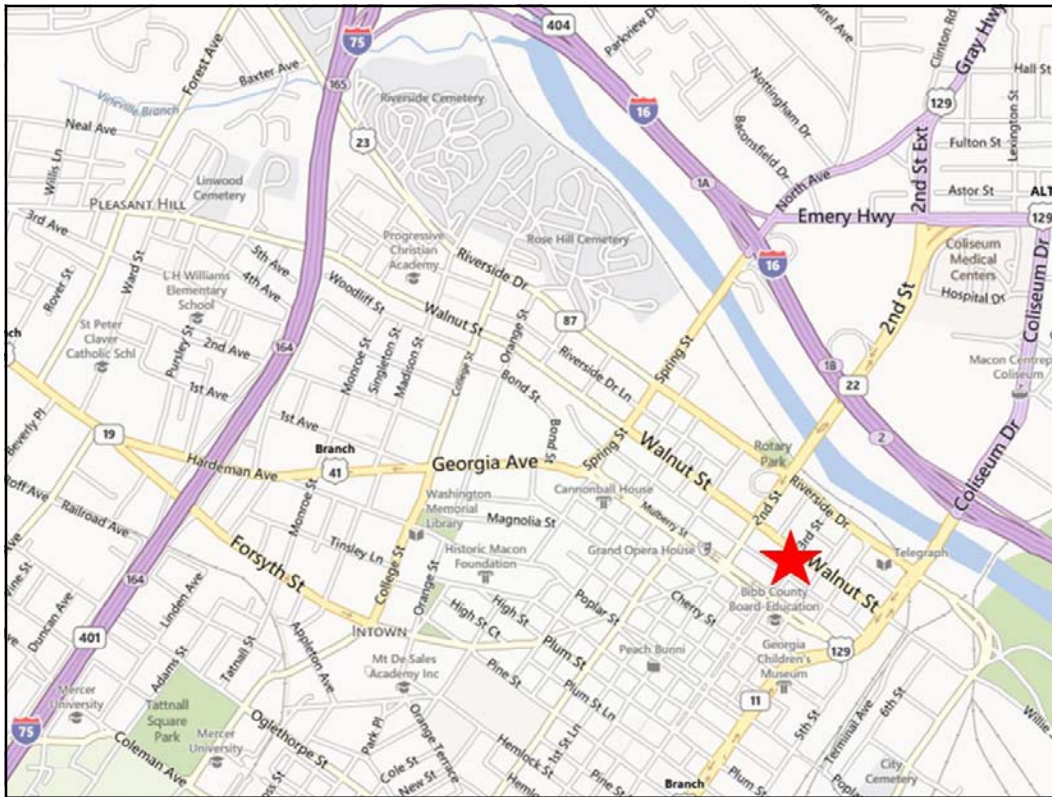 404
75
Parkview Dr
Clinton Rd
Gray Hwy
Hall St
Forest Ave
Baxter Ave
165
Riverside Cemetery
16
Nottingham Dr
129
Lexington St
Vineville Branch
Neal Ave
23
Baconsfield Dr
2nd St Ext
Fulton St
Willis Ln
Linwood
Cemetery
1A
North Ave
Astor St
ALT
129
PLEASANT HILL
Emery Hwy
3rd Ave
5th Ave
4th Ave
Progressive
Christian
Academy
Rose Hill Cemetery
Riverside Dr
16
Coliseum
Medical
Centers
Rover St
Ward St
L H Williams
Elementary
School
Woodliff St
Walnut St
Orange St
87
2nd St
Hospital Dr
Coliseum Dr
St Peter
Claver
Catholic Schl
Pursley St
2nd Ave
164
Monroe St
Singleton St
Madison St
College St
Riverside Dr Ln
Spring St
1B
Macon Centreplex
Coliseum
1st Ave
Bond St
22
Beverly Pl
19
1st Ave
Branch
41
Hardeman Ave
Georgia Ave
Bond St
Spring St
Walnut St
Rotary
Park
2
Coliseum Dr
Roff Ave
Railroad Ave
Monroe St
Washington
Memorial
Library
Cannonball House
Mulberry St
2nd St
Riverside Dr
Magnolia St
3rd St
Forsyth St
Tinsley Ln
College St
Historic Macon
Foundation
Grand Opera House
Walnut St
Telegraph
164
Orange St
Bibb County
Board-Education
Duncan Ave
Linden Ave
High St
High St Ct
Poplar St
Cherry St
401
Adams St
Tatnall St
Appleton Ave
INTOWN
Plum St
Peach Bunni
Georgia
Children's
Museum
129
Mt De Sales
Academy Inc
Pine St
Plum St Ln
11
Mercer
University
Tattnall
Square
Park
5th St
6th St
Terminal Ave
75
Mercer
University
Oglethorpe St
Park Pl
Orange Terrace
Coleman Ave
Cole St
New St
Hemlock St
1st St Ln
Hemlock St
Pine St
Branch
Plum St
City
Cemetery